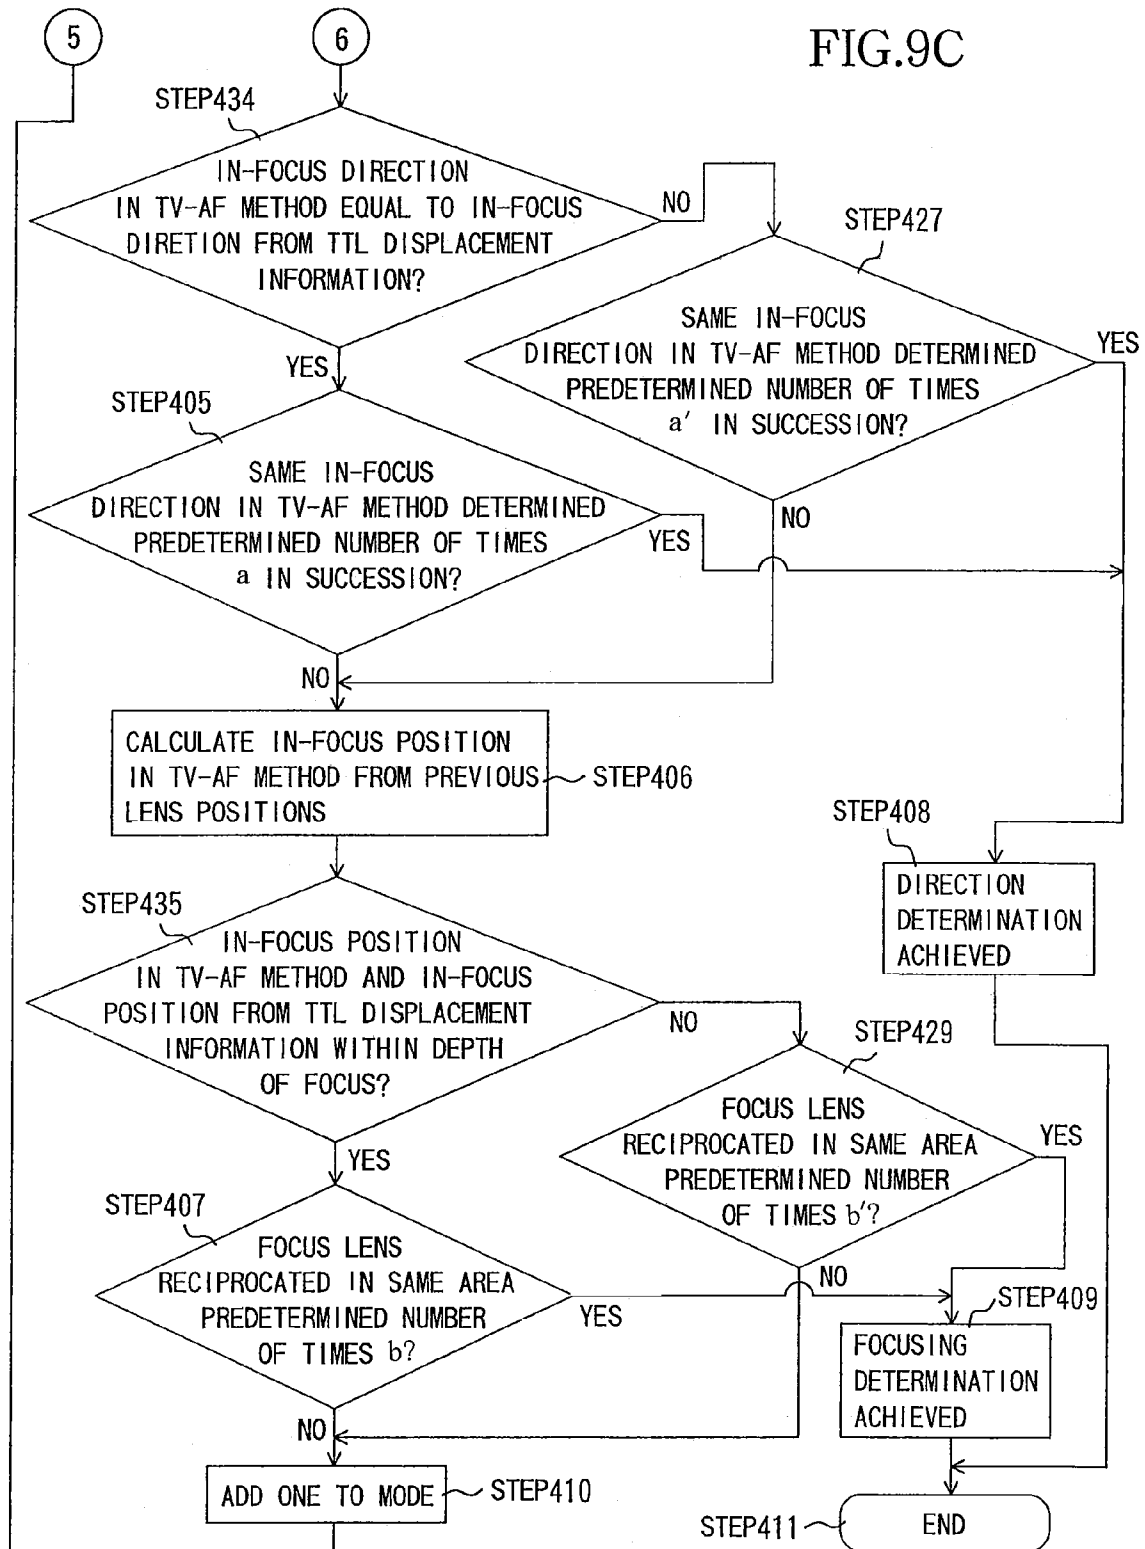 5
6
FIG.9C
STEP434
IN-FOCUS DIRECTION
IN TV-AF METHOD EQUAL TO IN-FOCUS
DIRETION FROM TTL DISPLACEMENT
INFORMATION?
NO
YES
STEP427
SAME IN-FOCUS
DIRECTION IN TV-AF METHOD DETERMINED
PREDETERMINED NUMBER OF TIMES
a' IN SUCCESSION?
YES
NO
STEP405
SAME IN-FOCUS
DIRECTION IN TV-AF METHOD DETERMINED
PREDETERMINED NUMBER OF TIMES
a IN SUCCESSION?
YES
NO
CALCULATE IN-FOCUS POSITION
IN TV-AF METHOD FROM PREVIOUS
LENS POSITIONS
STEP406
STEP408
DIRECTION
DETERMINATION
ACHIEVED
STEP435
IN-FOCUS POSITION
IN TV-AF METHOD AND IN-FOCUS
POSITION FROM TTL DISPLACEMENT
INFORMATION WITHIN DEPTH
OF FOCUS?
NO
YES
STEP429
FOCUS LENS
RECIPROCATED IN SAME AREA
PREDETERMINED NUMBER
OF TIMES b'?
YES
NO
STEP407
FOCUS LENS
RECIPROCATED IN SAME AREA
PREDETERMINED NUMBER
OF TIMES b?
YES
NO
STEP409
FOCUSING
DETERMINATION
ACHIEVED
ADD ONE TO MODE
STEP410
STEP411
END